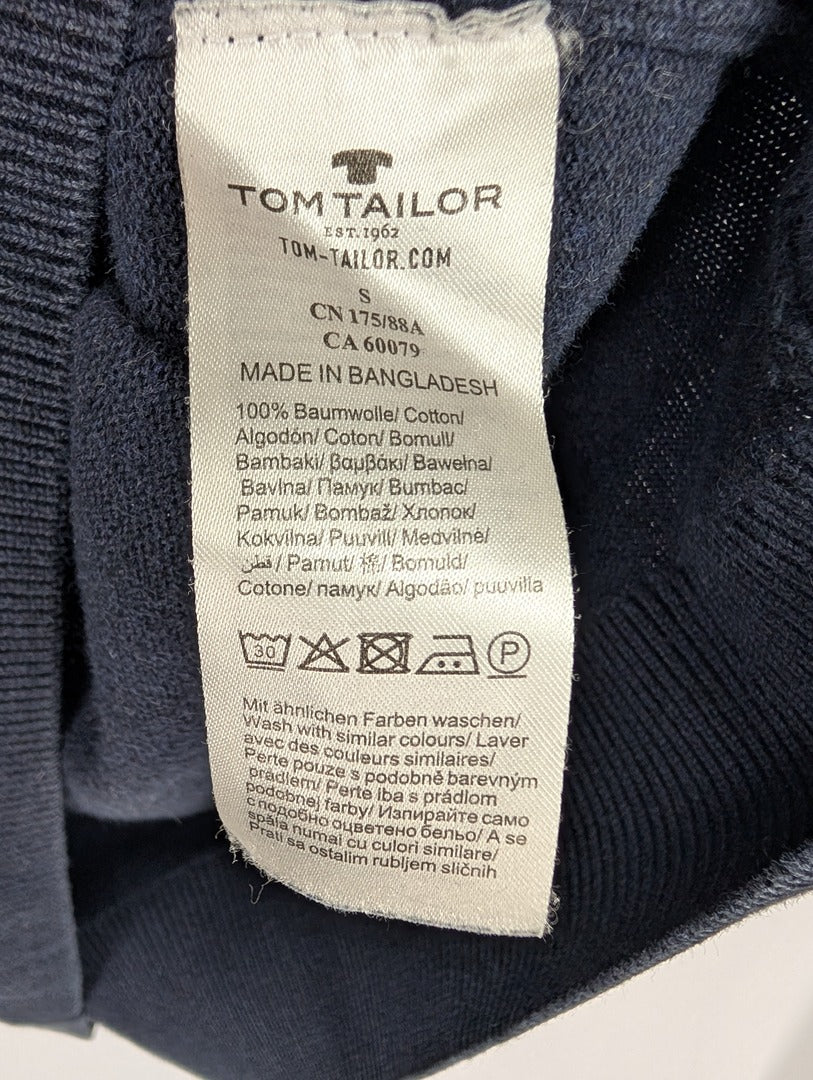 TOM TAILOR
EST. 1962
TOM-TAILOR.COM
S
CN 175/88A
CA 60079
MADE IN BANGLADESH
100% Baumwolle/ Cotton/
Algodón/ Coton/ Bomull/
Bambaki/ βαμβάκι/ Bawełna/
Bavlna/ Памук/ Bumbac/
Pamuk/ Bombaž/ Хлопок/
Kokvilna/ Puuvill/ Medvilnė/
قطن/ Pamut/ 棉/ Bomuld/
Cotone/ памук/ Algodão/ puuvilla
30 P
Mit ähnlichen Farben waschen/
Wash with similar colours/ Laver
avec des couleurs similaires/
Perte pouze s podobně barevným
prádlem/ Perte iba s prádlom
podobnej farby/ Изпирайте само
с подобно оцветено бельо/ A se
spăla numai cu culori similare/
Prati sa ostalim rubljem sličnih